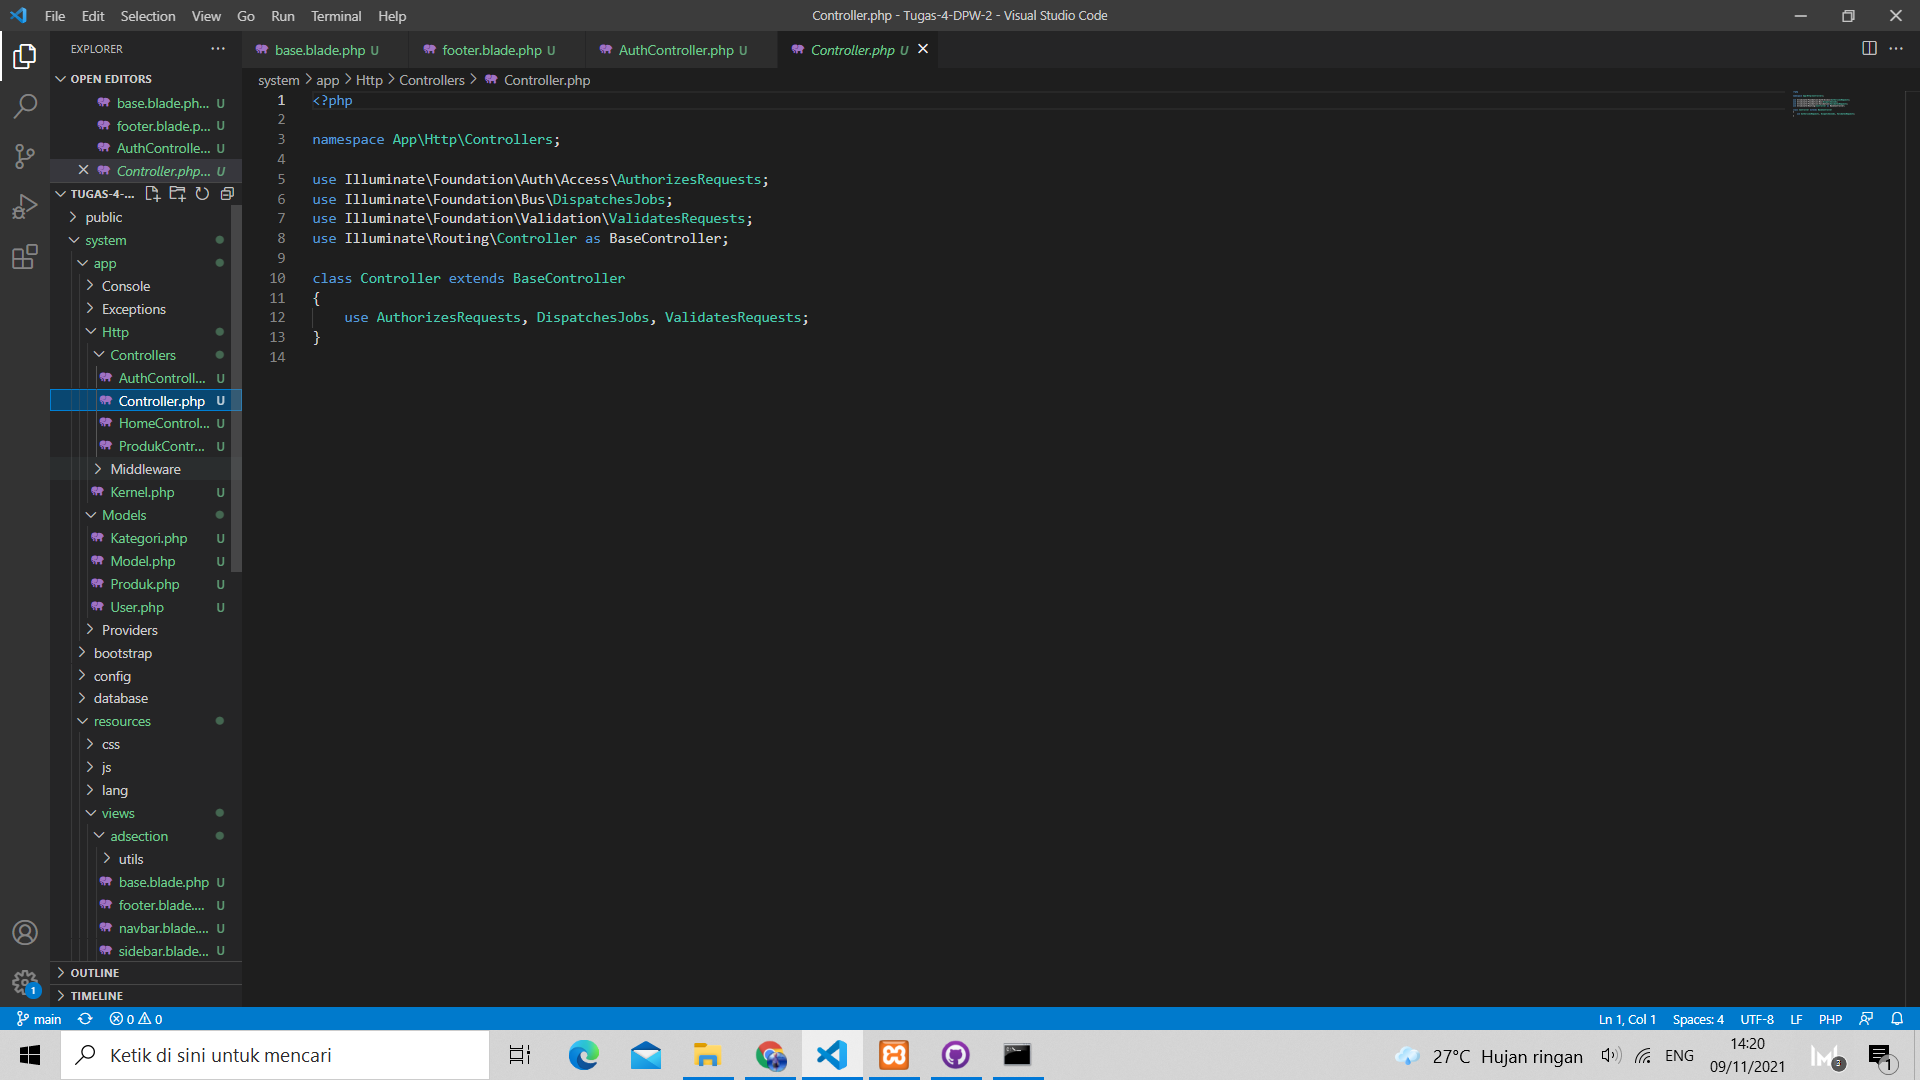 File Edit Selection View Go Run Terminal Help
Controller.php - Tugas-4-DPW-2 - Visual Studio Code
EXPLORER
base.blade.php U
footer.blade.php U
AuthController.php U
Controller.php U
OPEN EDITORS
base.blade.ph... U
footer.blade.p... U
AuthControlle... U
Controller.php... U
TUGAS-4-...
public
system
app
Console
Exceptions
Http
Controllers
AuthControll... U
Controller.php U
HomeControl... U
ProdukContr... U
Middleware
Kernel.php U
Models
Kategori.php U
Model.php U
Produk.php U
User.php U
Providers
bootstrap
config
database
resources
css
js
lang
views
adsection
utils
base.blade.php U
footer.blade.... U
navbar.blade.... U
sidebar.blade... U
OUTLINE
TIMELINE
system > app > Http > Controllers > Controller.php
1 <?php
2
3 namespace App\Http\Controllers;
4
5 use Illuminate\Foundation\Auth\Access\AuthorizesRequests;
6 use Illuminate\Foundation\Bus\DispatchesJobs;
7 use Illuminate\Foundation\Validation\ValidatesRequests;
8 use Illuminate\Routing\Controller as BaseController;
9
10 class Controller extends BaseController
11 {
12 use AuthorizesRequests, DispatchesJobs, ValidatesRequests;
13 }
14
1
main 0 0
Ln 1, Col 1 Spaces: 4 UTF-8 LF PHP
Ketik di sini untuk mencari
27°C Hujan ringan
ENG
14:20
09/11/2021
3
1